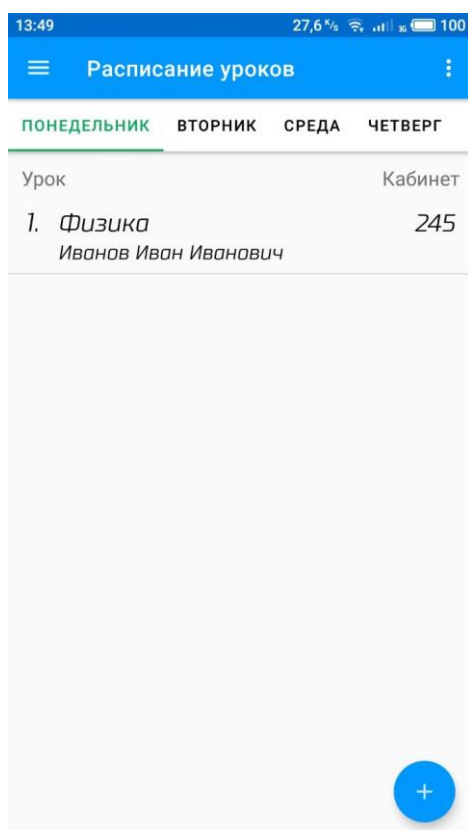 13:49 27,6 K/s 3G 100
Расписание уроков
ПОНЕДЕЛЬНИК ВТОРНИК СРЕДА ЧЕТВЕРГ
Урок Кабинет
1. Физика 245
Иванов Иван Иванович
+